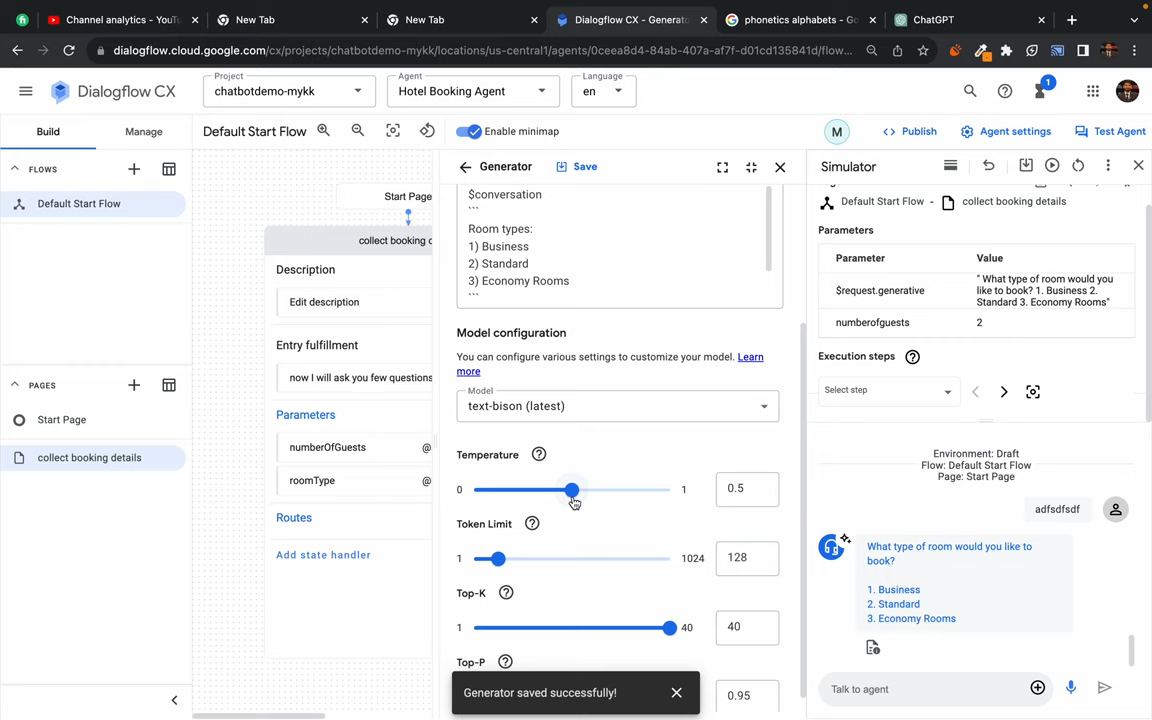 Channel analytics - YouTu
New Tab
New Tab
Dialogflow CX - Generato
phonetics alphabets - Go
ChatGPT
dialogflow.cloud.google.com/cx/projects/chatbotdemo-mykk/locations/us-central1/agents/0ceea8d4-84ab-407a-af7f-d01cd135841d/flow...
Dialogflow CX
Project
chatbotdemo-mykk
Agent
Hotel Booking Agent
Language
en
1
Build
Manage
Default Start Flow
Enable minimap
M
Publish
Agent settings
Test Agent
FLOWS
Default Start Flow
PAGES
Start Page
collect booking details
Start Page
collect booking c
Description
Edit description
Entry fulfillment
now I will ask you few questions
Parameters
numberOfGuests
@
roomType
@
Routes
Add state handler
Generator
Save
$conversation
```
Room types:
1) Business
2) Standard
3) Economy Rooms
```
Model configuration
You can configure various settings to customize your model. Learn
more
Model
text-bison (latest)
Temperature
0
1
0.5
Token Limit
1
1024
128
Top-K
1
40
40
Top-P
0.95
Generator saved successfully!
Simulator
Default Start Flow - collect booking details
Parameters
Parameter
Value
$request.generative
" What type of room would you
like to book? 1. Business 2.
Standard 3. Economy Rooms"
numberofguests
2
Execution steps
Select step
Environment: Draft
Flow: Default Start Flow
Page: Start Page
adfsdfsdf
What type of room would you like to
book?
1. Business
2. Standard
3. Economy Rooms
Talk to agent